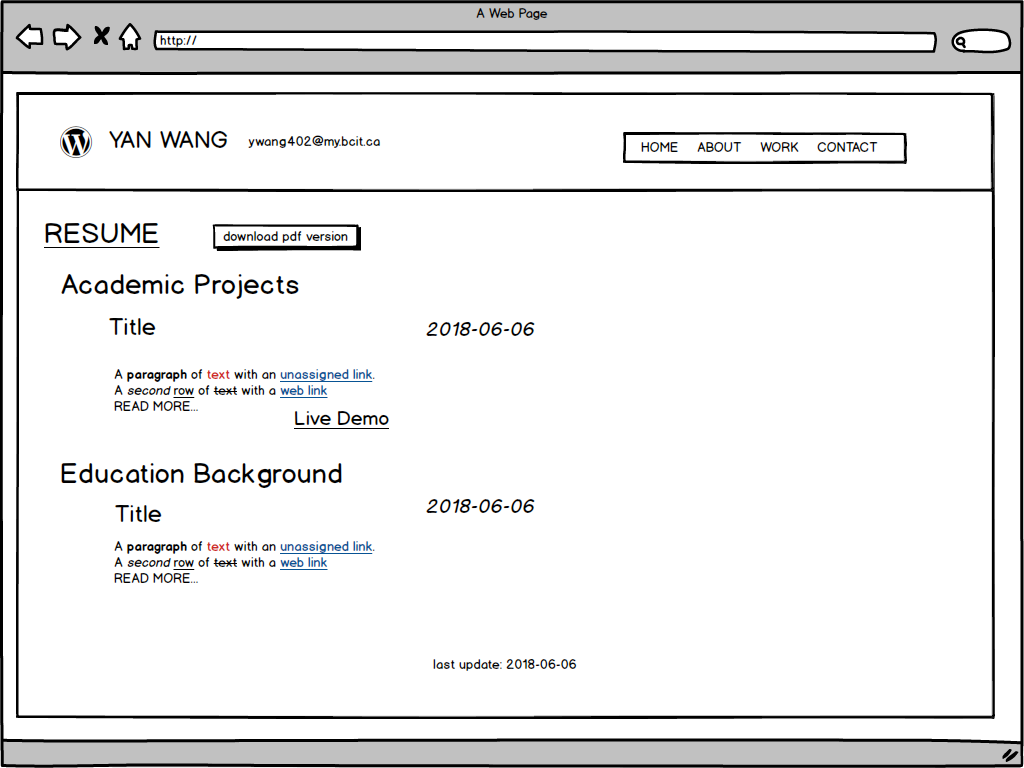 A Web Page
http://
YAN WANG
ywang402@my.bcit.ca
HOME ABOUT WORK CONTACT
RESUME
download pdf version
Academic Projects
Title
2018-06-06
A paragraph of text with an unassigned link.
A second row of text with a web link
READ MORE...
Live Demo
Education Background
Title
2018-06-06
A paragraph of text with an unassigned link.
A second row of text with a web link
READ MORE...
last update: 2018-06-06